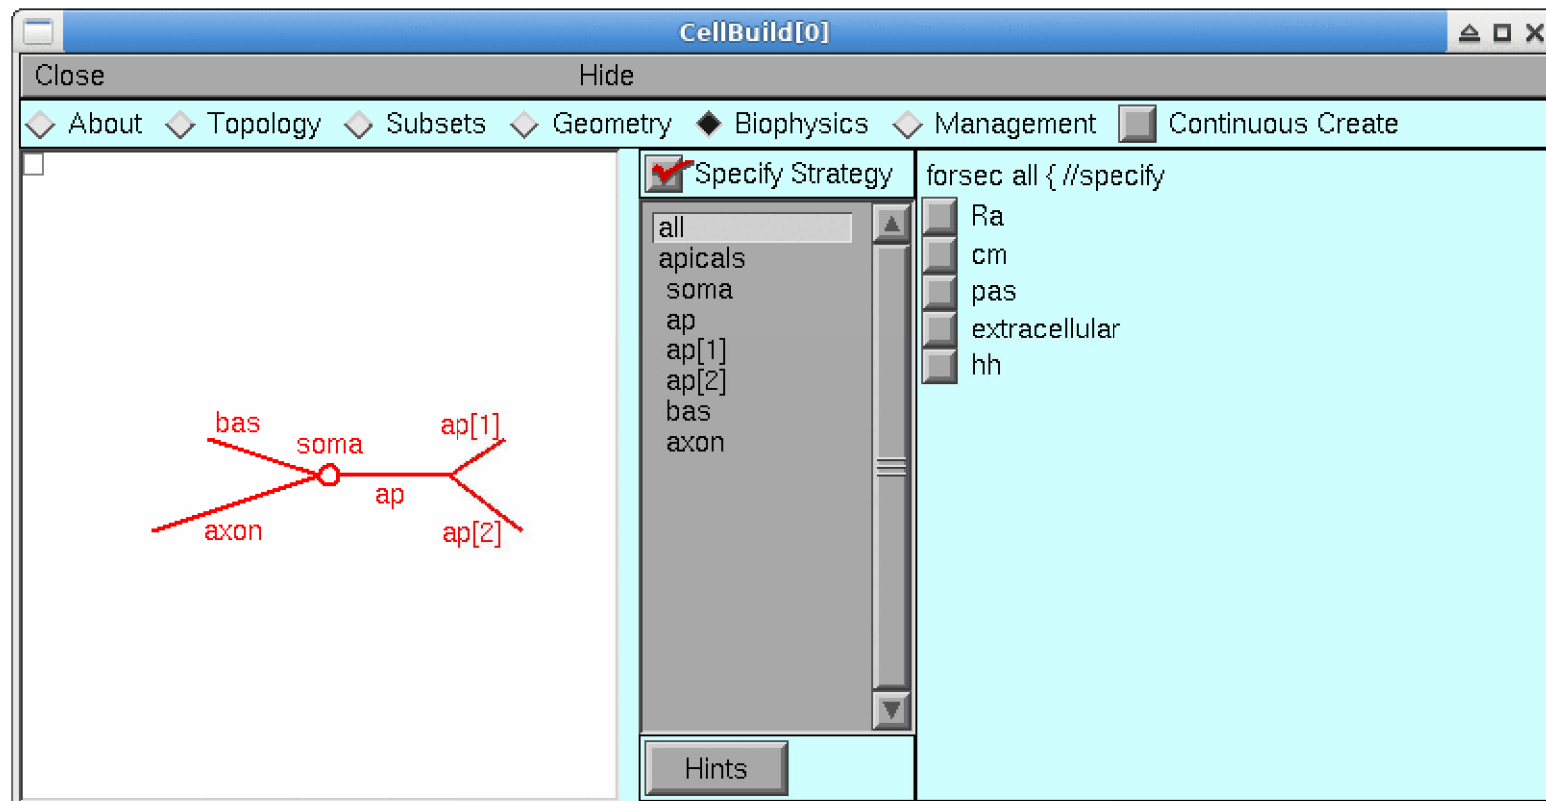 CellBuild[0]
Close Hide
About Topology Subsets Geometry Biophysics Management Continuous Create
Specify Strategy
all
apicals
soma
ap
ap[1]
ap[2]
bas
axon
Hints
forsec all { //specify
Ra
cm
pas
extracellular
hh
bas
soma
ap[1]
ap
axon
ap[2]